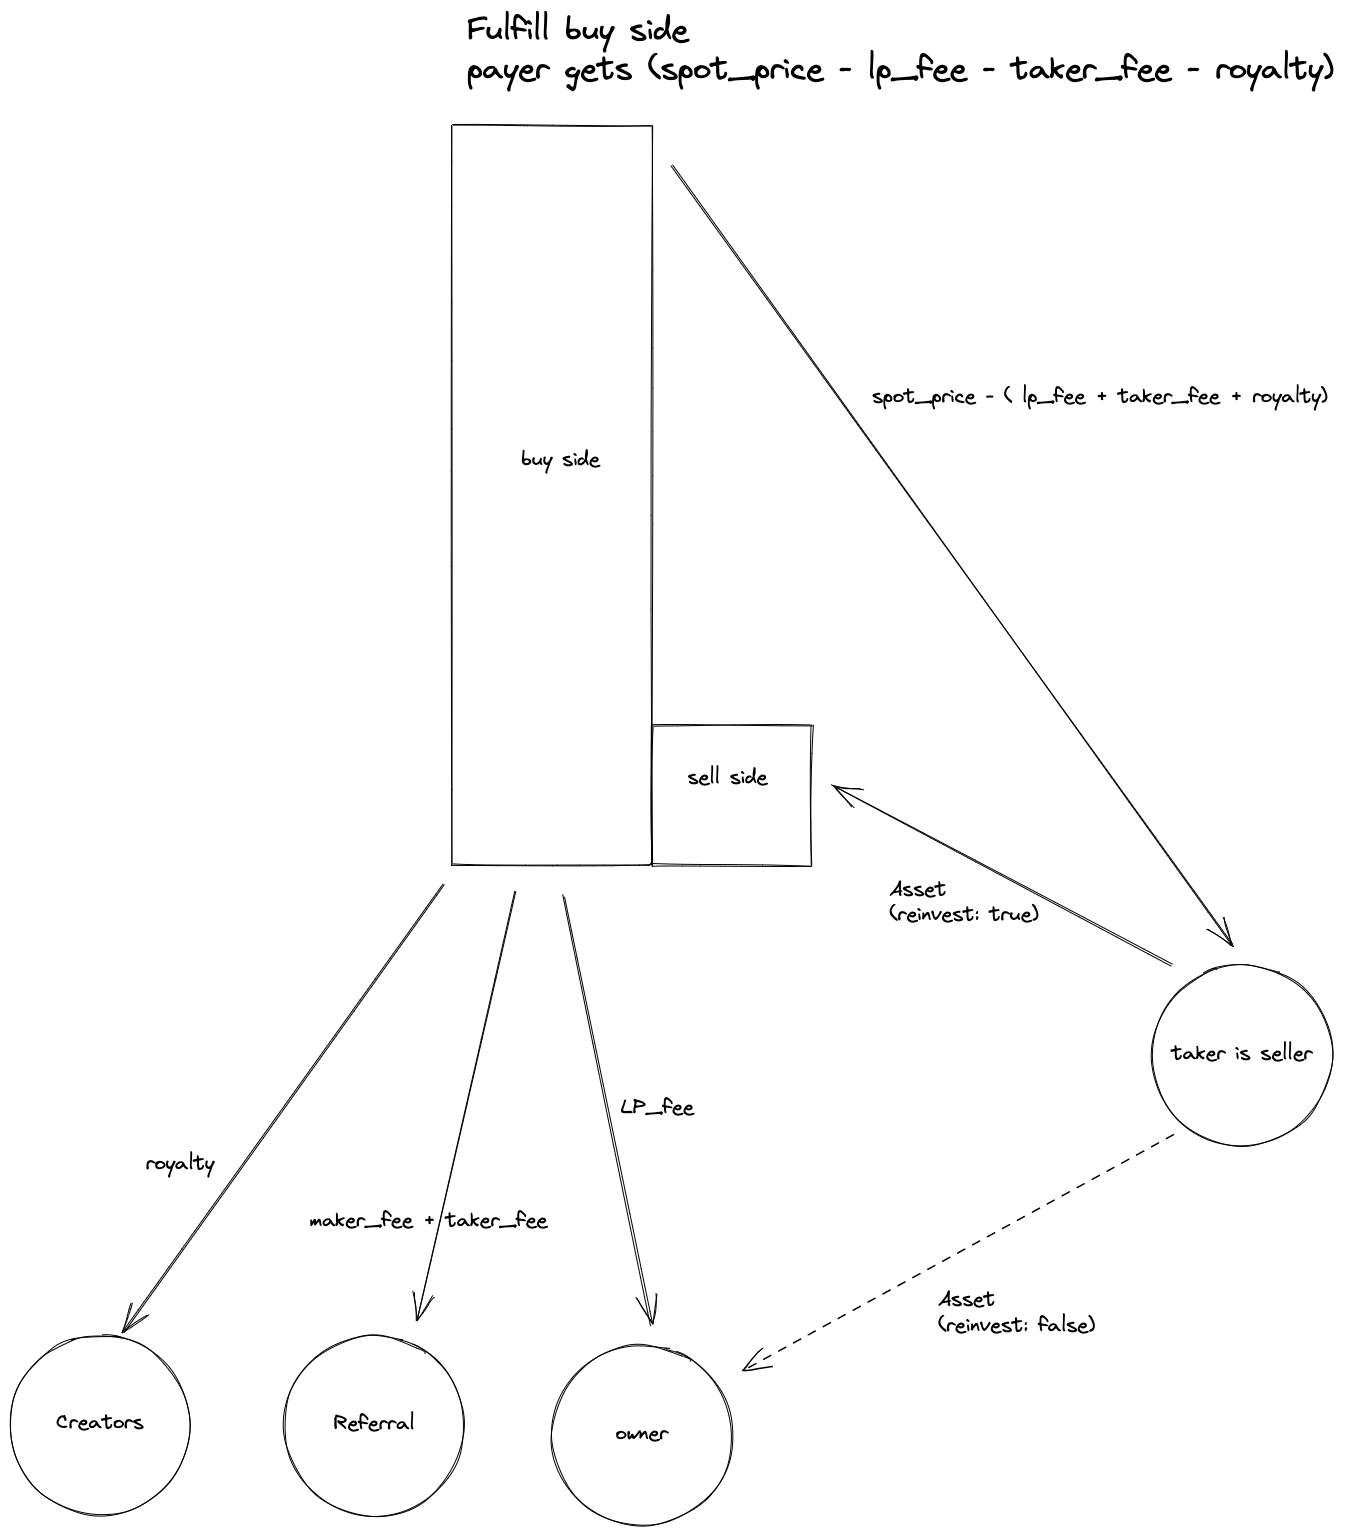 Fulfill buy side
payer gets (spot_price - lp_fee - taker_fee - royalty)
spot_price - ( lp_fee + taker_fee + royalty)
buy side
sell side
Asset
(reinvest: true)
taker is seller
LP_fee
royalty
maker_fee + taker_fee
Asset
(reinvest: false)
Creators
Referral
owner